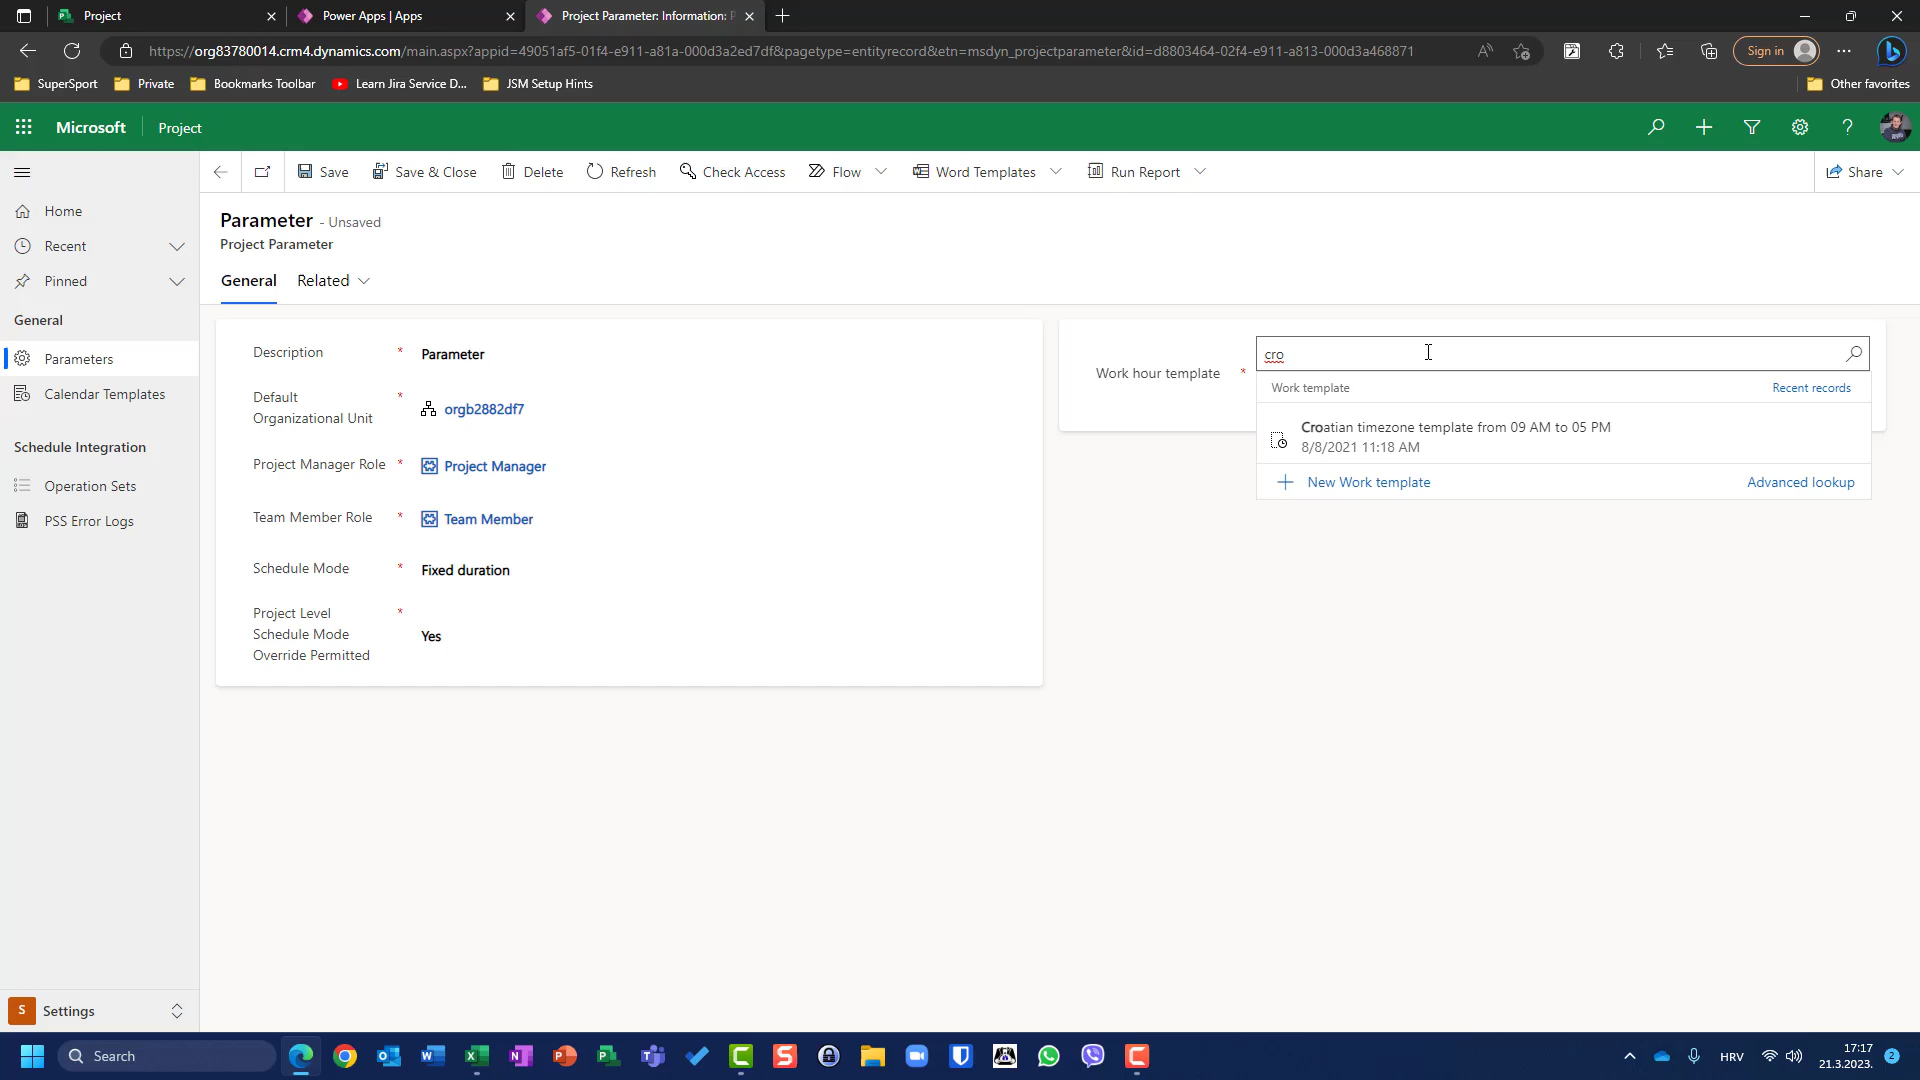 Project
Power Apps | Apps
Project Parameter: Information: P
https://org83780014.crm4.dynamics.com/main.aspx?appid=49051af5-01f4-e911-a81a-000d3a2ed7df&pagetype=entityrecord&etn=msdyn_projectparameter&id=d8803464-02f4-e911-a813-000d3a468871
Sign in
SuperSport
Private
Bookmarks Toolbar
Learn Jira Service D...
JSM Setup Hints
Other favorites
Microsoft
Project
Save
Save & Close
Delete
Refresh
Check Access
Flow
Word Templates
Run Report
Share
Home
Recent
Pinned
General
Parameters
Calendar Templates
Schedule Integration
Operation Sets
PSS Error Logs
Parameter - Unsaved
Project Parameter
General
Related
Description * Parameter
Default
Organizational Unit * orgb2882df7
Project Manager Role * Project Manager
Team Member Role * Team Member
Schedule Mode * Fixed duration
Project Level
Schedule Mode
Override Permitted * Yes
Work hour template *
cro
Work template
Recent records
Croatian timezone template from 09 AM to 05 PM
8/8/2021 11:18 AM
New Work template
Advanced lookup
S Settings
Search
HRV
17:17
21.3.2023.
2